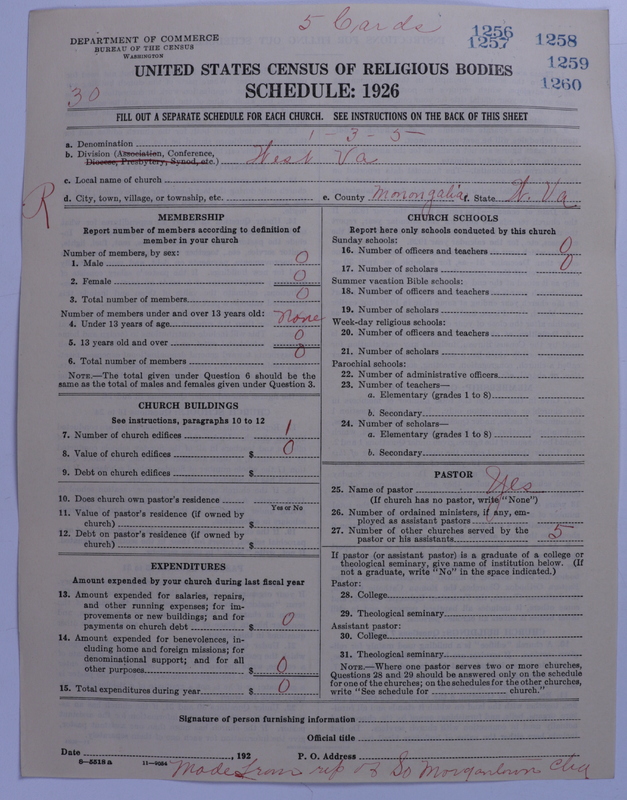 5 Cards
1256
1257
1258
1259
1260
DEPARTMENT OF COMMERCE
BUREAU OF THE CENSUS
WASHINGTON
UNITED STATES CENSUS OF RELIGIOUS BODIES
30
SCHEDULE: 1926
FILL OUT A SEPARATE SCHEDULE FOR EACH CHURCH. SEE INSTRUCTIONS ON THE BACK OF THIS SHEET
a. Denomination 1-3-5
b. Division (Association, Conference, Diocese, Presbytery, Synod, etc.) West Va
c. Local name of church
d. City, town, village, or township, etc. e. County Monongalia f. State W. Va.
R
MEMBERSHIP
Report number of members according to definition of
member in your church
Number of members, by sex:
1. Male 0
2. Female 0
3. Total number of members 0
Number of members under and over 13 years old:
4. Under 13 years of age None
5. 13 years old and over 0
6. Total number of members 0
NOTE.—The total given under Question 6 should be the
same as the total of males and females given under Question 3.
CHURCH BUILDINGS
See instructions, paragraphs 10 to 12
7. Number of church edifices 1
8. Value of church edifices $ 0
9. Debt on church edifices $
10. Does church own pastor's residence
Yes or No
11. Value of pastor's residence (if owned by
church) $
12. Debt on pastor's residence (if owned by
church) $
EXPENDITURES
Amount expended by your church during last fiscal year
13. Amount expended for salaries, repairs,
and other running expenses; for im-
provements or new buildings; and for
payments on church debt $ 0
14. Amount expended for benevolences, in-
cluding home and foreign missions; for
denominational support; and for all
other purposes $ 0
15. Total expenditures during year $ 0
CHURCH SCHOOLS
Report here only schools conducted by this church
Sunday schools:
16. Number of officers and teachers 0
17. Number of scholars 0
Summer vacation Bible schools:
18. Number of officers and teachers
19. Number of scholars
Week-day religious schools:
20. Number of officers and teachers
21. Number of scholars
Parochial schools:
22. Number of administrative officers
23. Number of teachers—
a. Elementary (grades 1 to 8)
b. Secondary
24. Number of scholars—
a. Elementary (grades 1 to 8)
b. Secondary
PASTOR
25. Name of pastor Yes
(If church has no pastor, write "None")
26. Number of ordained ministers, if any, em-
ployed as assistant pastors
27. Number of other churches served by the
pastor or his assistants 5
If pastor (or assistant pastor) is a graduate of a college or
theological seminary, give name of institution below. (If
not a graduate, write "No" in the space indicated.)
Pastor:
28. College
29. Theological seminary
Assistant pastor:
30. College
31. Theological seminary
NOTE.—Where one pastor serves two or more churches,
Questions 28 and 29 should be answered only on the schedule
for one of the churches; on the schedules for the other churches,
write "See schedule for church."
Signature of person furnishing information
Official title
Date , 192 P. O. Address
6-5518 a 11-9084
Made from rep of So Morgantown Chg